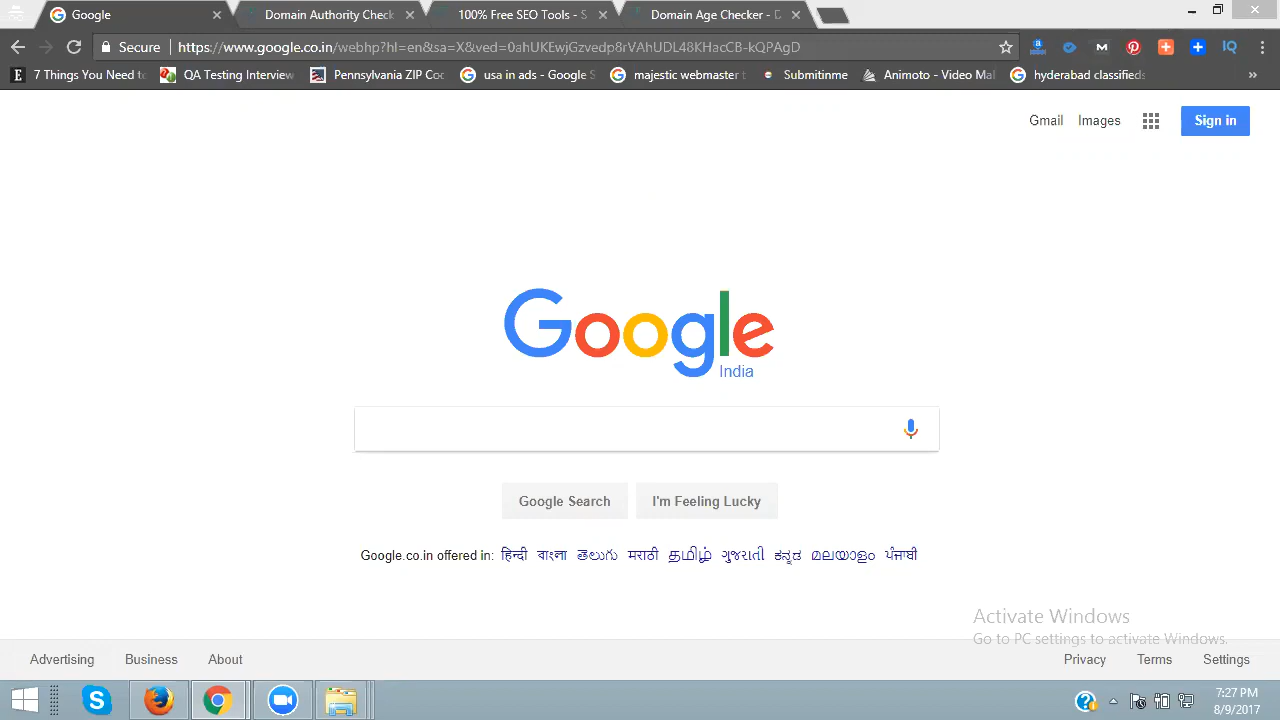 Google
Domain Authority Check
100% Free SEO Tools - S
Domain Age Checker - D
Secure
https://www.google.co.in/webhp?hl=en&sa=X&ved=0ahUKEwjGzvedp8rVAhUDL48KHacCB-kQPAgD
7 Things You Need to
QA Testing Interview
Pennsylvania ZIP Coc
usa in ads - Google S
majestic webmaster t
Submitinme
Animoto - Video Mal
hyderabad classifieds
Gmail
Images
Sign in
Google
India
Google Search
I'm Feeling Lucky
Google.co.in offered in: हिन्दी বাংলা తెలుగు मराठी தமிழ் ગુજરાતી ಕನ್ನಡ മലയാളം ਪੰਜਾਬੀ
Activate Windows
Go to PC settings to activate Windows.
Advertising
Business
About
Privacy
Terms
Settings
7:27 PM
8/9/2017